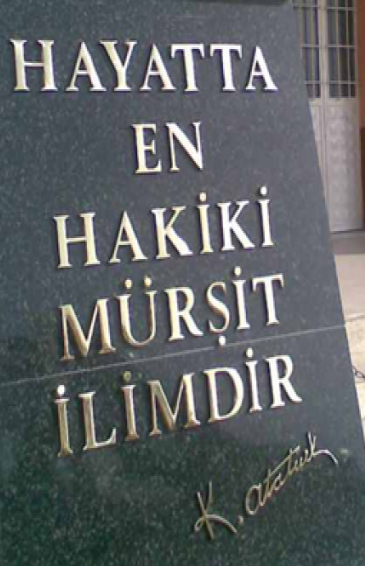 HAYATTA
EN
HAKİKİ
MÜRŞİT
İLİMDİR
K. Atatürk